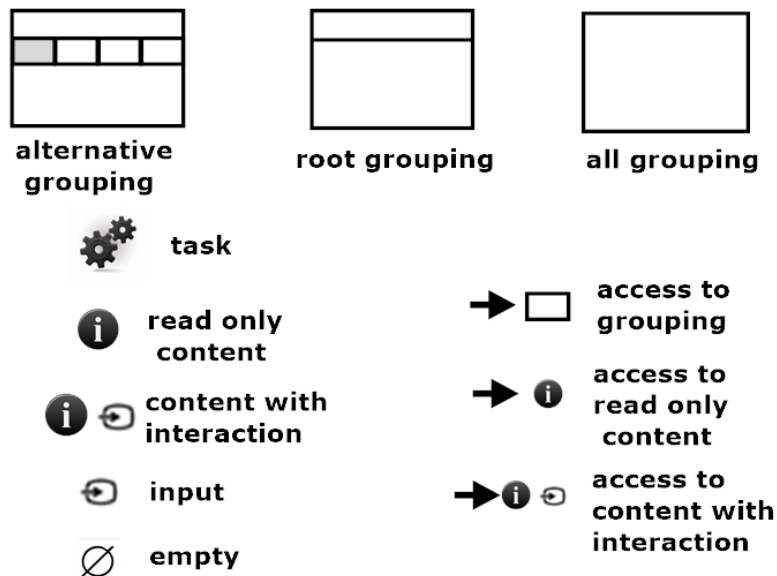 alternative
grouping
root grouping
all grouping
task
read only
content
content with
interaction
input
empty
access to
grouping
access to
read only
content
access to
content with
interaction